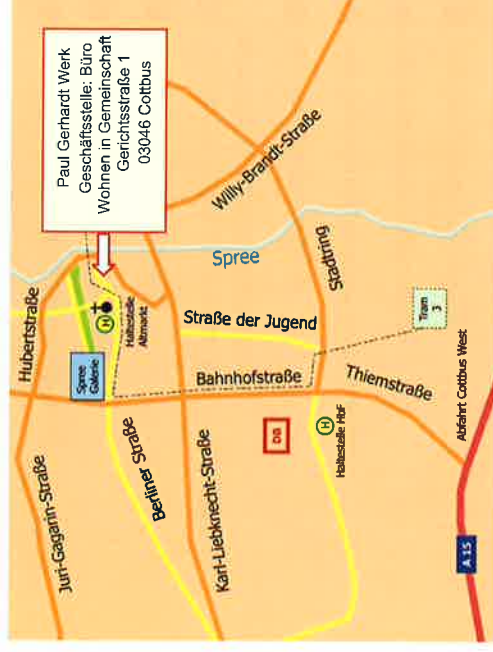 Paul Gerhardt Werk
Geschäftsstelle: Büro
Wohnen in Gemeinschaft
Gerichtsstraße 1
03046 Cottbus
Hubertstraße
Juri-Gagarin-Straße
Spree
Galerie
H
Haltestelle
Altmarkt
Berliner Straße
Karl-Liebknecht-Straße
Spree
Willy-Brandt-Straße
Straße der Jugend
Stadtring
Bahnhofstraße
DB
H
Haltestelle HbF
Thiemstraße
Tram
3
Abfahrt Cottbus West
A 15